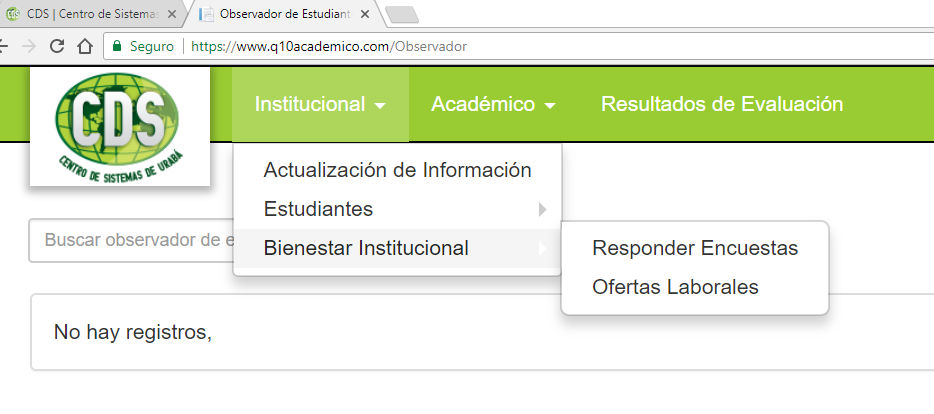 CDS | Centro de Sistemas
Observador de Estudiant
Seguro
https://www.q10academico.com/Observador
CDS
CENTRO DE SISTEMAS DE URABÁ
Institucional
Académico
Resultados de Evaluación
Actualización de Información
Estudiantes
Bienestar Institucional
Responder Encuestas
Ofertas Laborales
Buscar observador de e
No hay registros,